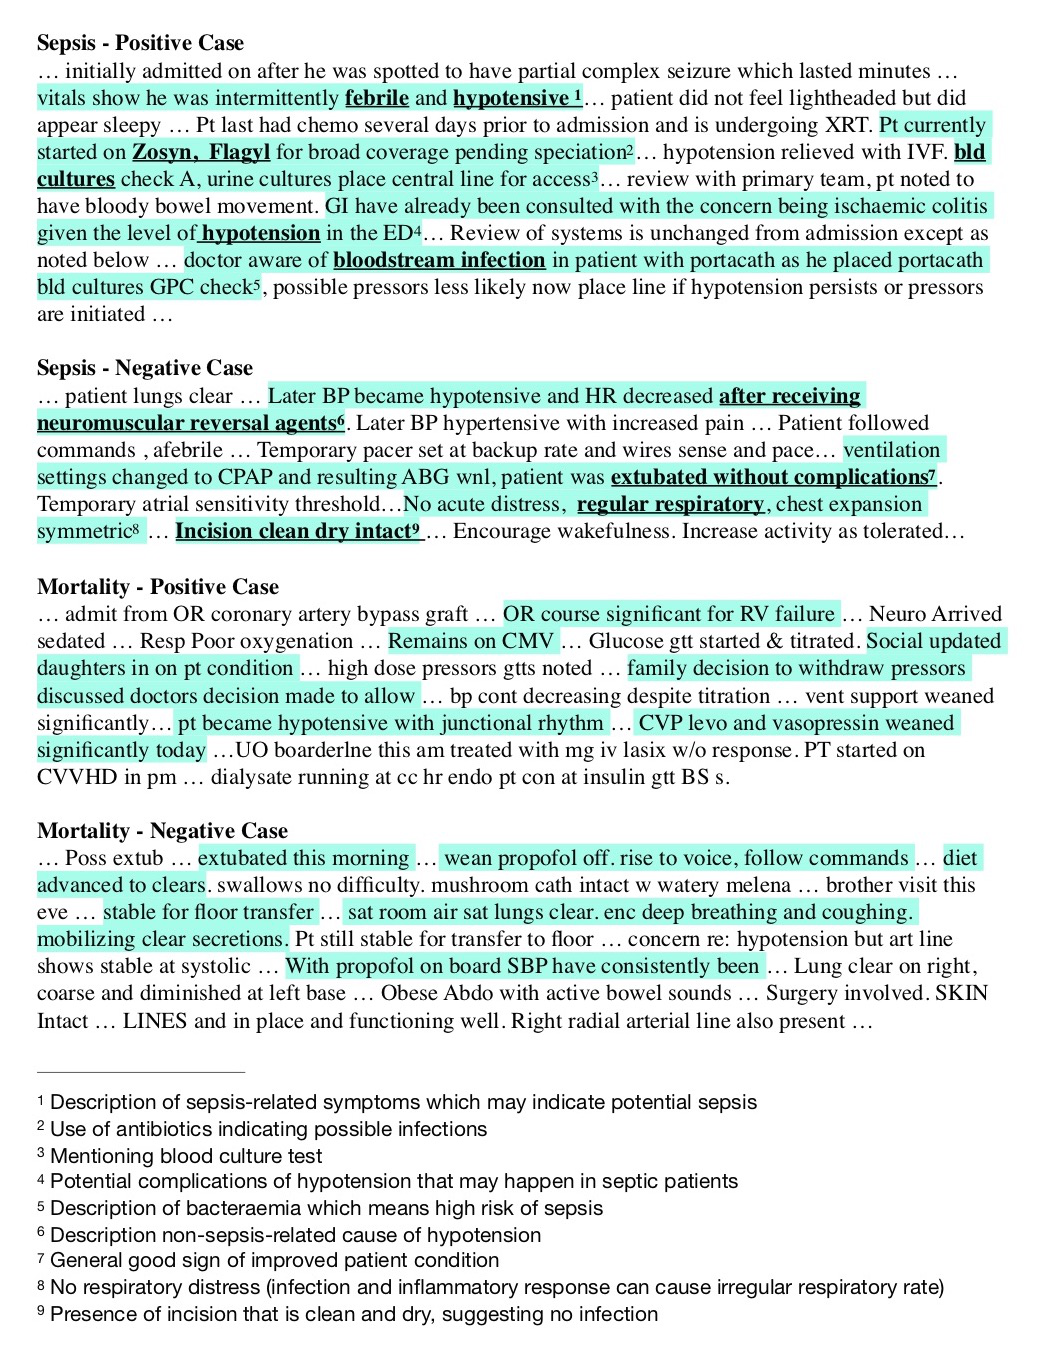 Sepsis - Positive Case
… initially admitted on after he was spotted to have partial complex seizure which lasted minutes …
vitals show he was intermittently febrile and hypotensive ¹… patient did not feel lightheaded but did
appear sleepy … Pt last had chemo several days prior to admission and is undergoing XRT. Pt currently
started on Zosyn, Flagyl for broad coverage pending speciation²… hypotension relieved with IVF. bld
cultures check A, urine cultures place central line for access³… review with primary team, pt noted to
have bloody bowel movement. GI have already been consulted with the concern being ischaemic colitis
given the level of hypotension in the ED⁴… Review of systems is unchanged from admission except as
noted below … doctor aware of bloodstream infection in patient with portacath as he placed portacath
bld cultures GPC check⁵, possible pressors less likely now place line if hypotension persists or pressors
are initiated …
Sepsis - Negative Case
… patient lungs clear … Later BP became hypotensive and HR decreased after receiving
neuromuscular reversal agents⁶. Later BP hypertensive with increased pain … Patient followed
commands , afebrile … Temporary pacer set at backup rate and wires sense and pace… ventilation
settings changed to CPAP and resulting ABG wnl, patient was extubated without complications⁷.
Temporary atrial sensitivity threshold…No acute distress, regular respiratory, chest expansion
symmetric⁸ … Incision clean dry intact⁹ … Encourage wakefulness. Increase activity as tolerated…
Mortality - Positive Case
… admit from OR coronary artery bypass graft … OR course significant for RV failure … Neuro Arrived
sedated … Resp Poor oxygenation … Remains on CMV … Glucose gtt started & titrated. Social updated
daughters in on pt condition … high dose pressors gtts noted … family decision to withdraw pressors
discussed doctors decision made to allow … bp cont decreasing despite titration … vent support weaned
significantly… pt became hypotensive with junctional rhythm … CVP levo and vasopressin weaned
significantly today …UO boarderlne this am treated with mg iv lasix w/o response. PT started on
CVVHD in pm … dialysate running at cc hr endo pt con at insulin gtt BS s.
Mortality - Negative Case
… Poss extub … extubated this morning … wean propofol off. rise to voice, follow commands … diet
advanced to clears. swallows no difficulty. mushroom cath intact w watery melena … brother visit this
eve … stable for floor transfer … sat room air sat lungs clear. enc deep breathing and coughing.
mobilizing clear secretions. Pt still stable for transfer to floor … concern re: hypotension but art line
shows stable at systolic … With propofol on board SBP have consistently been … Lung clear on right,
coarse and diminished at left base … Obese Abdo with active bowel sounds … Surgery involved. SKIN
Intact … LINES and in place and functioning well. Right radial arterial line also present …
¹ Description of sepsis-related symptoms which may indicate potential sepsis
² Use of antibiotics indicating possible infections
³ Mentioning blood culture test
⁴ Potential complications of hypotension that may happen in septic patients
⁵ Description of bacteraemia which means high risk of sepsis
⁶ Description non-sepsis-related cause of hypotension
⁷ General good sign of improved patient condition
⁸ No respiratory distress (infection and inflammatory response can cause irregular respiratory rate)
⁹ Presence of incision that is clean and dry, suggesting no infection